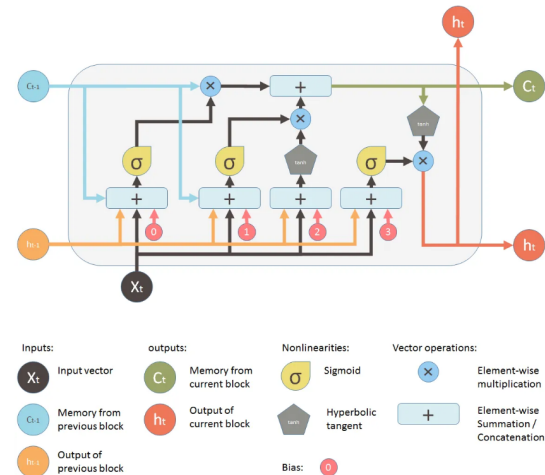 hₜ
Cₜ₋₁
×
+
Cₜ
tanh
×
σ
σ
tanh
σ
×
+
+
+
+
0
1
2
3
hₜ₋₁
hₜ
Xₜ
Inputs:
outputs:
Nonlinearities:
Vector operations:
Xₜ
Input vector
Cₜ
Memory from
current block
σ
Sigmoid
×
Element-wise
multiplication
Cₜ₋₁
Memory from
previous block
hₜ
Output of
current block
tanh
Hyperbolic
tangent
+
Element-wise
Summation /
Concatenation
hₜ₋₁
Output of
previous block
Bias:
0